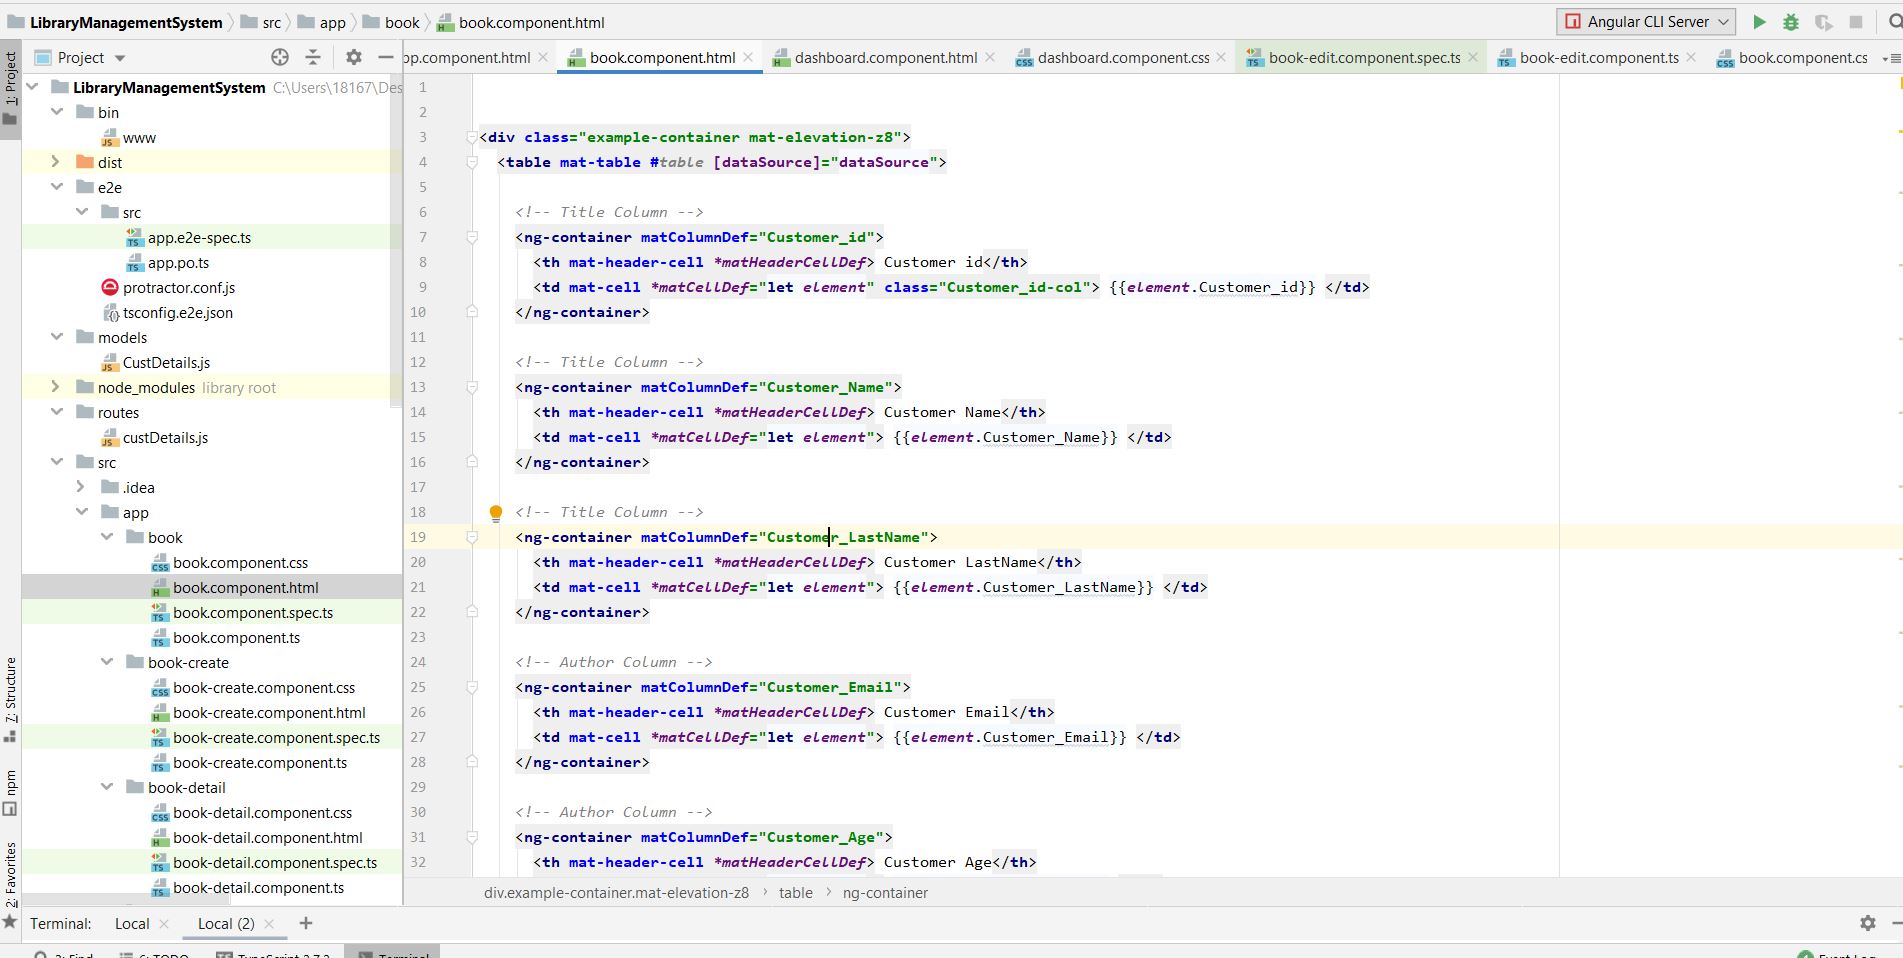 LibraryManagementSystem src app book book.component.html Angular CLI Server
1: Project
Project
pp.component.html book.component.html dashboard.component.html dashboard.component.css book-edit.component.spec.ts book-edit.component.ts book.component.cs
LibraryManagementSystem C:\Users\18167\Des
bin
www
dist
e2e
src
app.e2e-spec.ts
app.po.ts
protractor.conf.js
tsconfig.e2e.json
models
CustDetails.js
node_modules library root
routes
custDetails.js
src
.idea
app
book
book.component.css
book.component.html
book.component.spec.ts
book.component.ts
book-create
book-create.component.css
book-create.component.html
book-create.component.spec.ts
book-create.component.ts
book-detail
book-detail.component.css
book-detail.component.html
book-detail.component.spec.ts
book-detail.component.ts
7: Structure
npm
2: Favorites
1
2
3 <div class="example-container mat-elevation-z8">
4 <table mat-table #table [dataSource]="dataSource">
5
6 <!-- Title Column -->
7 <ng-container matColumnDef="Customer_id">
8 <th mat-header-cell *matHeaderCellDef> Customer id</th>
9 <td mat-cell *matCellDef="let element" class="Customer_id-col"> {{element.Customer_id}} </td>
10 </ng-container>
11
12 <!-- Title Column -->
13 <ng-container matColumnDef="Customer_Name">
14 <th mat-header-cell *matHeaderCellDef> Customer Name</th>
15 <td mat-cell *matCellDef="let element"> {{element.Customer_Name}} </td>
16 </ng-container>
17
18 <!-- Title Column -->
19 <ng-container matColumnDef="Customer_LastName">
20 <th mat-header-cell *matHeaderCellDef> Customer LastName</th>
21 <td mat-cell *matCellDef="let element"> {{element.Customer_LastName}} </td>
22 </ng-container>
23
24 <!-- Author Column -->
25 <ng-container matColumnDef="Customer_Email">
26 <th mat-header-cell *matHeaderCellDef> Customer Email</th>
27 <td mat-cell *matCellDef="let element"> {{element.Customer_Email}} </td>
28 </ng-container>
29
30 <!-- Author Column -->
31 <ng-container matColumnDef="Customer_Age">
32 <th mat-header-cell *matHeaderCellDef> Customer Age</th>
div.example-container.mat-elevation-z8 › table › ng-container
Terminal: Local Local (2)
3: Find 6: TODO TypeScript 2.7.2 Terminal Event Log